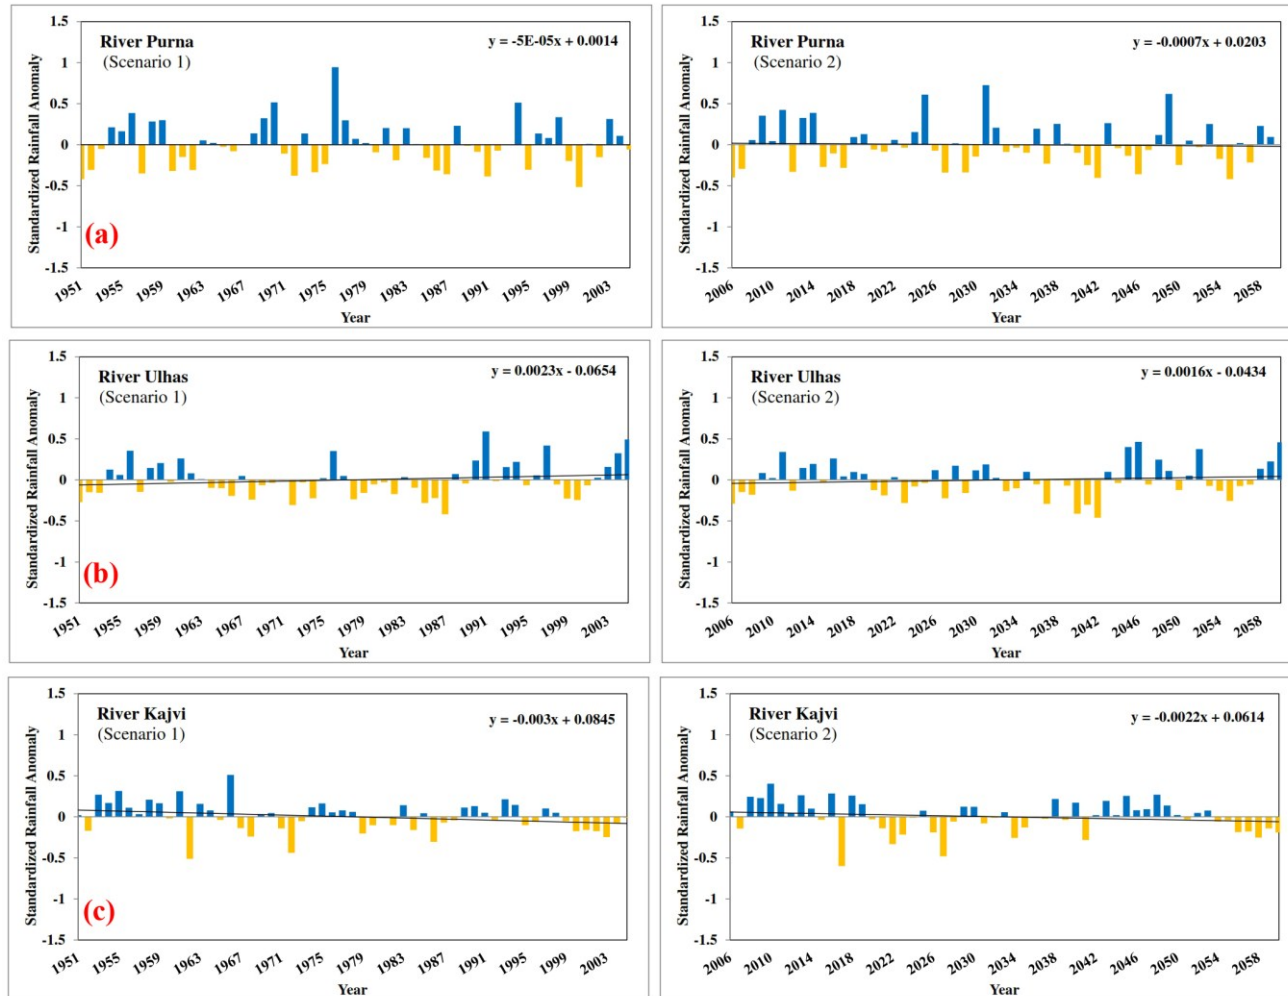 River Purna
(Scenario 1)
y = -5E-05x + 0.0014
Standardized Rainfall Anomaly
1.5
1
0.5
0
-0.5
-1
-1.5
(a)
1951 1955 1959 1963 1967 1971 1975 1979 1983 1987 1991 1995 1999 2003
Year
River Purna
(Scenario 2)
y = -0.0007x + 0.0203
Standardized Rainfall Anomaly
1.5
1
0.5
0
-0.5
-1
-1.5
2006 2010 2014 2018 2022 2026 2030 2034 2038 2042 2046 2050 2054 2058
Year
River Ulhas
(Scenario 1)
y = 0.0023x - 0.0654
Standardized Rainfall Anomaly
1.5
1
0.5
0
-0.5
-1
-1.5
(b)
1951 1955 1959 1963 1967 1971 1975 1979 1983 1987 1991 1995 1999 2003
Year
River Ulhas
(Scenario 2)
y = 0.0016x - 0.0434
Standardized Rainfall Anomaly
1.5
1
0.5
0
-0.5
-1
-1.5
2006 2010 2014 2018 2022 2026 2030 2034 2038 2042 2046 2050 2054 2058
Year
River Kajvi
(Scenario 1)
y = -0.003x + 0.0845
Standardized Rainfall Anomaly
1.5
1
0.5
0
-0.5
-1
-1.5
(c)
1951 1955 1959 1963 1967 1971 1975 1979 1983 1987 1991 1995 1999 2003
Year
River Kajvi
(Scenario 2)
y = -0.0022x + 0.0614
Standardized Rainfall Anomaly
1.5
1
0.5
0
-0.5
-1
-1.5
2006 2010 2014 2018 2022 2026 2030 2034 2038 2042 2046 2050 2054 2058
Year